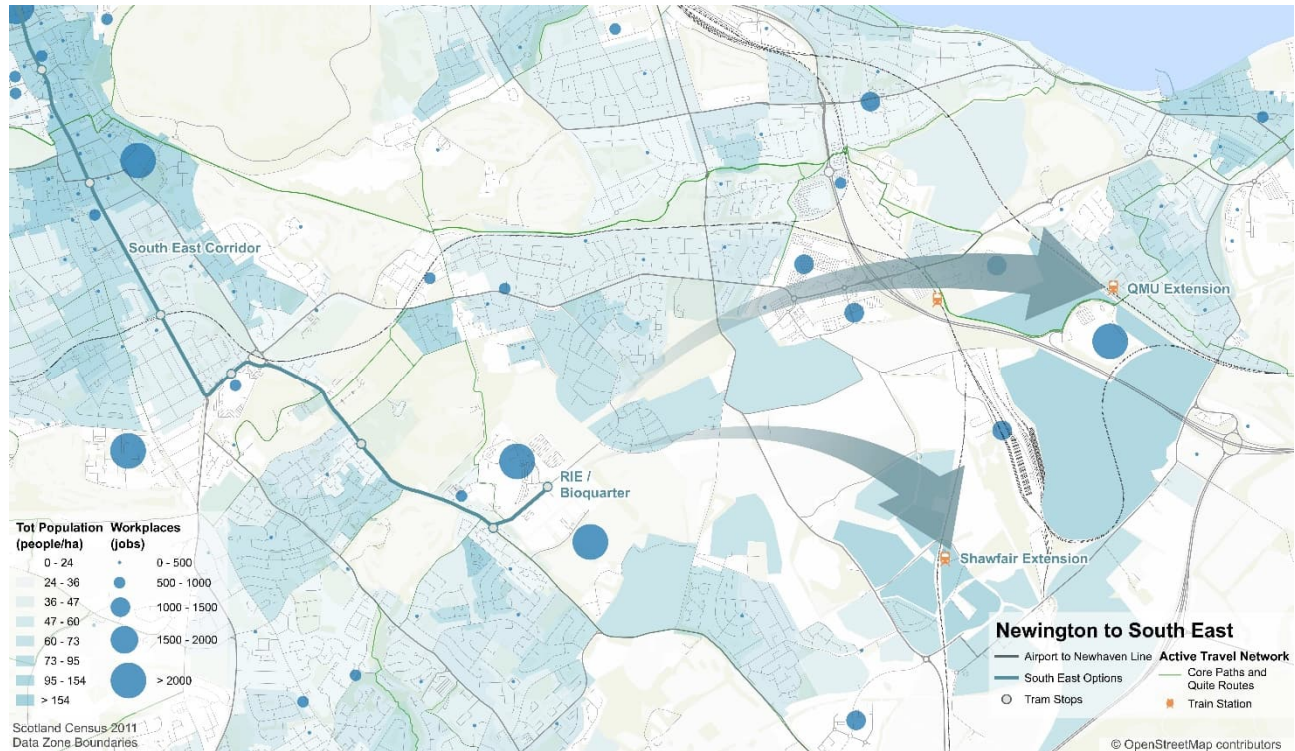 South East Corridor
QMU Extension
RIE /
Bioquarter
Shawfair Extension
Tot Population
(people/ha)
0 - 24
24 - 36
36 - 47
47 - 60
60 - 73
73 - 95
95 - 154
> 154
Workplaces
(jobs)
0 - 500
500 - 1000
1000 - 1500
1500 - 2000
> 2000
Scotland Census 2011
Data Zone Boundaries
Newington to South East
Airport to Newhaven Line
South East Options
Tram Stops
Active Travel Network
Core Paths and
Quite Routes
Train Station
© OpenStreetMap contributors